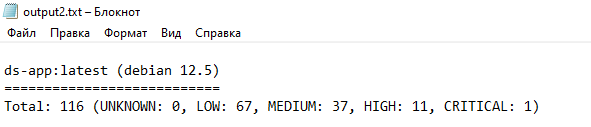 output2.txt – Блокнот
Файл Правка Формат Вид Справка
ds-app:latest (debian 12.5)
===========================
Total: 116 (UNKNOWN: 0, LOW: 67, MEDIUM: 37, HIGH: 11, CRITICAL: 1)